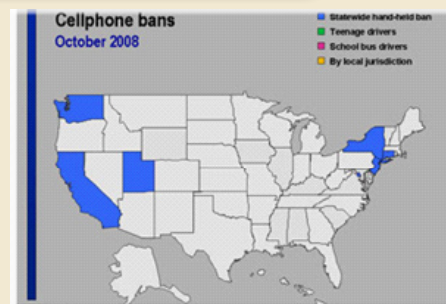 Cellphone bans
October 2008
Statewide hand-held ban
Teenage drivers
School bus drivers
By local jurisdiction